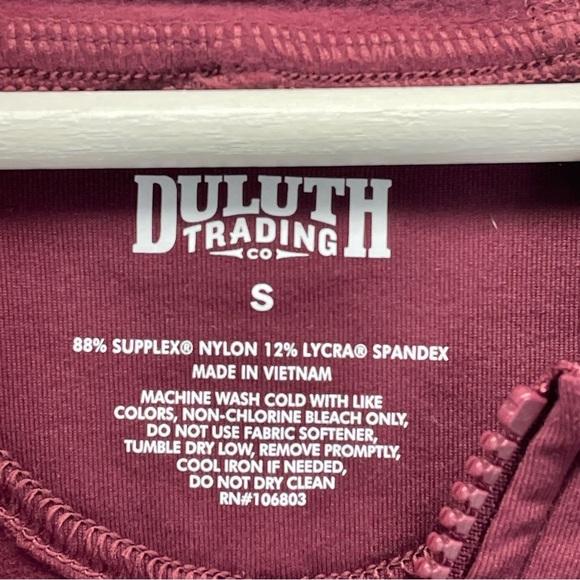 DULUTH
TRADING
CO
S
88% SUPPLEX® NYLON 12% LYCRA® SPANDEX
MADE IN VIETNAM
MACHINE WASH COLD WITH LIKE
COLORS, NON-CHLORINE BLEACH ONLY,
DO NOT USE FABRIC SOFTENER,
TUMBLE DRY LOW, REMOVE PROMPTLY,
COOL IRON IF NEEDED,
DO NOT DRY CLEAN
RN#106803